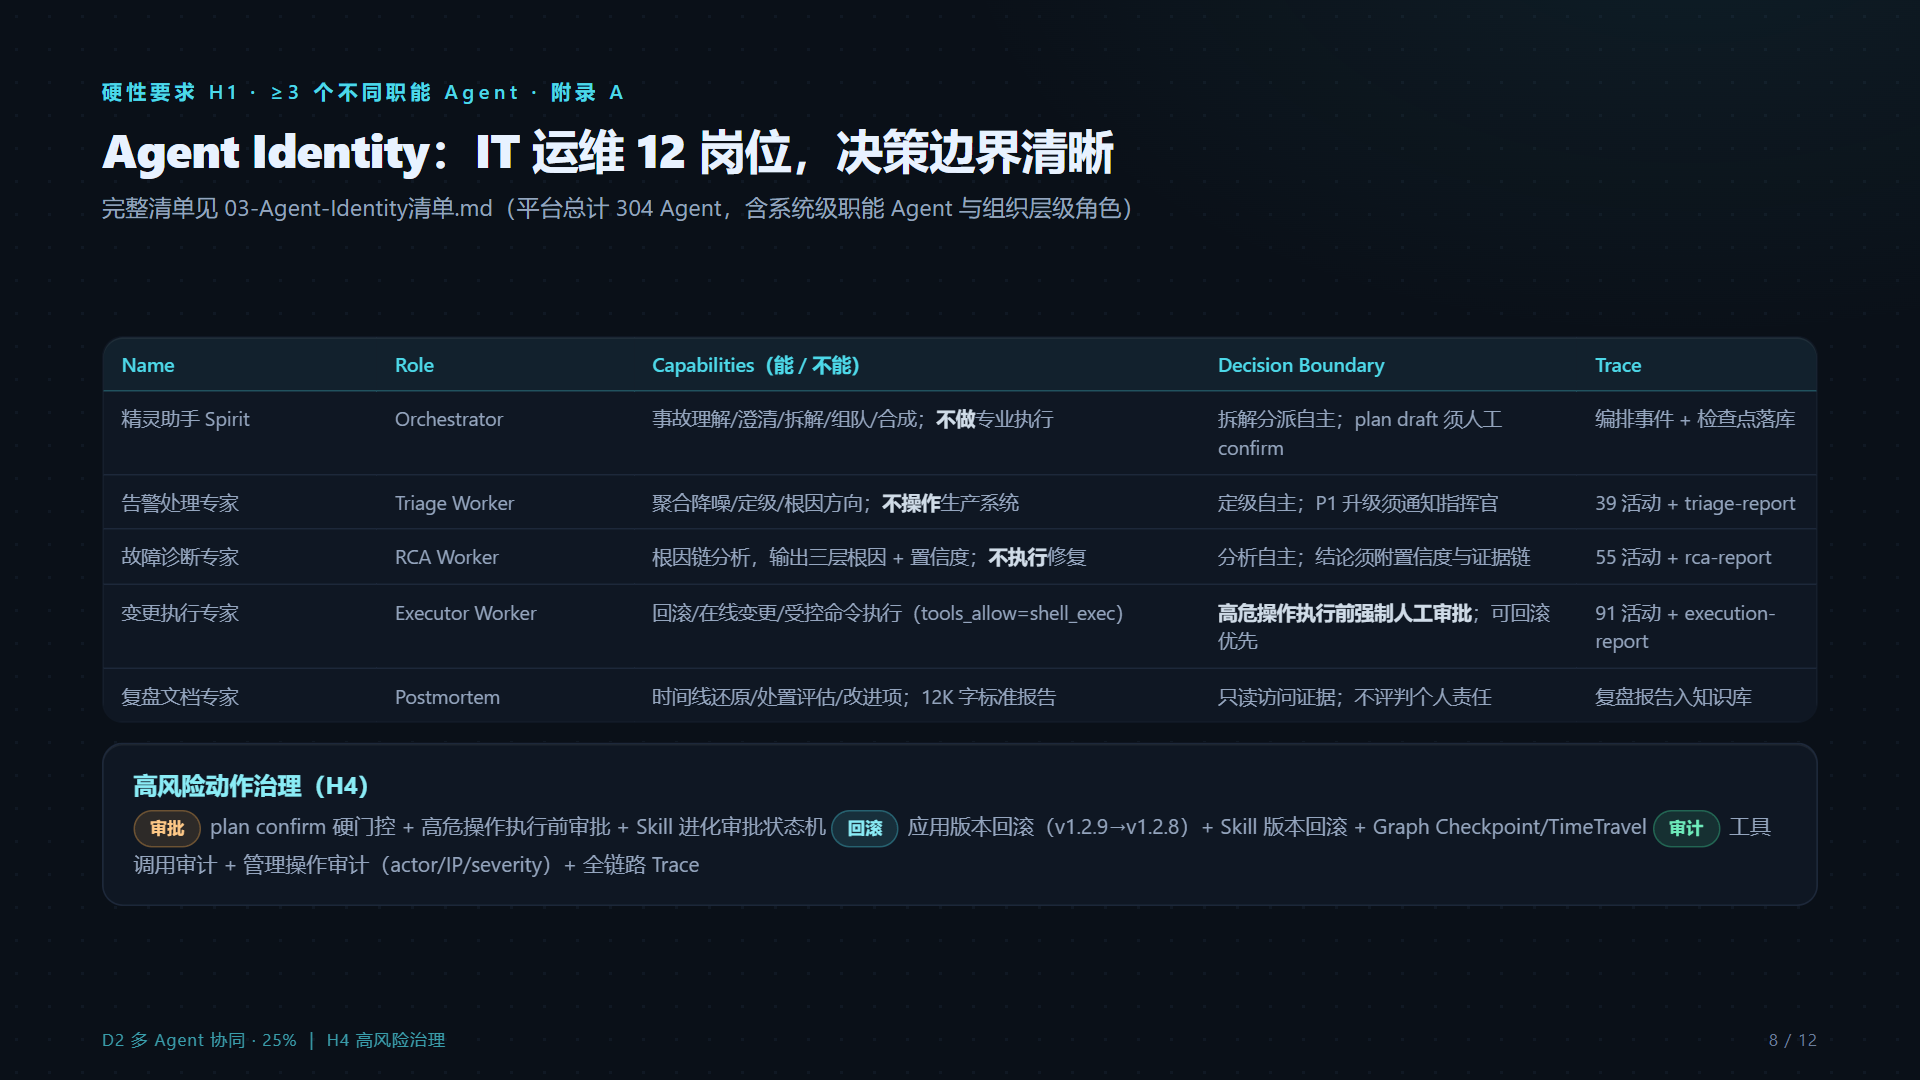 硬性要求 H1 · ≥3 个不同职能 Agent · 附录 A
Agent Identity：IT 运维 12 岗位，决策边界清晰
完整清单见 03-Agent-Identity清单.md（平台总计 304 Agent，含系统级职能 Agent 与组织层级角色）
Name Role Capabilities（能 / 不能） Decision Boundary Trace
精灵助手 Spirit Orchestrator 事故理解/澄清/拆解/组队/合成；不做专业执行 拆解分派自主；plan draft 须人工 编排事件 + 检查点落库
confirm
告警处理专家 Triage Worker 聚合降噪/定级/根因方向；不操作生产系统 定级自主；P1 升级须通知指挥官 39 活动 + triage-report
故障诊断专家 RCA Worker 根因链分析，输出三层根因 + 置信度；不执行修复 分析自主；结论须附置信度与证据链 55 活动 + rca-report
变更执行专家 Executor Worker 回滚/在线变更/受控命令执行（tools_allow=shell_exec） 高危操作执行前强制人工审批；可回滚 91 活动 + execution-
优先 report
复盘文档专家 Postmortem 时间线还原/处置评估/改进项；12K 字标准报告 只读访问证据；不评判个人责任 复盘报告入知识库
高风险动作治理（H4）
审批 plan confirm 硬门控 + 高危操作执行前审批 + Skill 进化审批状态机 回滚 应用版本回滚（v1.2.9→v1.2.8）+ Skill 版本回滚 + Graph Checkpoint/TimeTravel 审计 工具
调用审计 + 管理操作审计（actor/IP/severity）+ 全链路 Trace
D2 多 Agent 协同 · 25% | H4 高风险治理
8 / 12